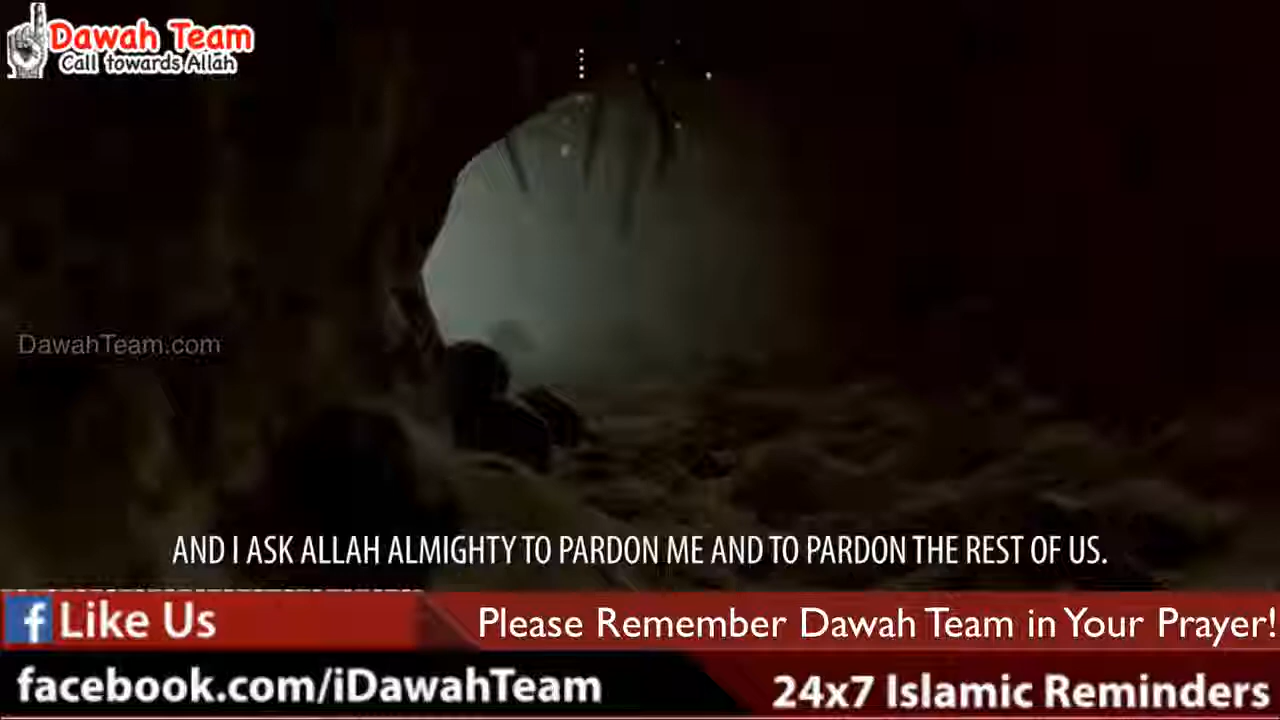 Dawah Team
Call towards Allah
DawahTeam.com
AND I ASK ALLAH ALMIGHTY TO PARDON ME AND TO PARDON THE REST OF US.
f Like Us
Please Remember Dawah Team in Your Prayer!
facebook.com/iDawahTeam
24x7 Islamic Reminders